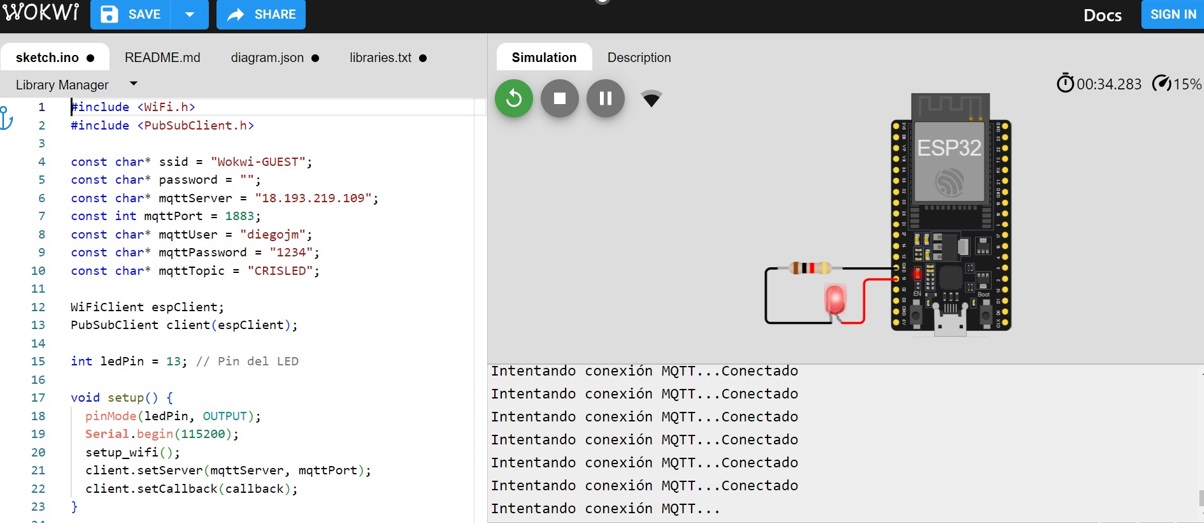 WOKWI
SAVE
SHARE
Docs
SIGN IN
sketch.ino ●
README.md
diagram.json ●
libraries.txt ●
Library Manager
Simulation
Description
00:34.283
15%
1 #include <WiFi.h>
2 #include <PubSubClient.h>
3
4 const char* ssid = "Wokwi-GUEST";
5 const char* password = "";
6 const char* mqttServer = "18.193.219.109";
7 const int mqttPort = 1883;
8 const char* mqttUser = "diegojm";
9 const char* mqttPassword = "1234";
10 const char* mqttTopic = "CRISLED";
11
12 WiFiClient espClient;
13 PubSubClient client(espClient);
14
15 int ledPin = 13; // Pin del LED
16
17 void setup() {
18 pinMode(ledPin, OUTPUT);
19 Serial.begin(115200);
20 setup_wifi();
21 client.setServer(mqttServer, mqttPort);
22 client.setCallback(callback);
23 }
ESP32
EN
Boot
Intentando conexión MQTT...Conectado
Intentando conexión MQTT...Conectado
Intentando conexión MQTT...Conectado
Intentando conexión MQTT...Conectado
Intentando conexión MQTT...Conectado
Intentando conexión MQTT...Conectado
Intentando conexión MQTT...